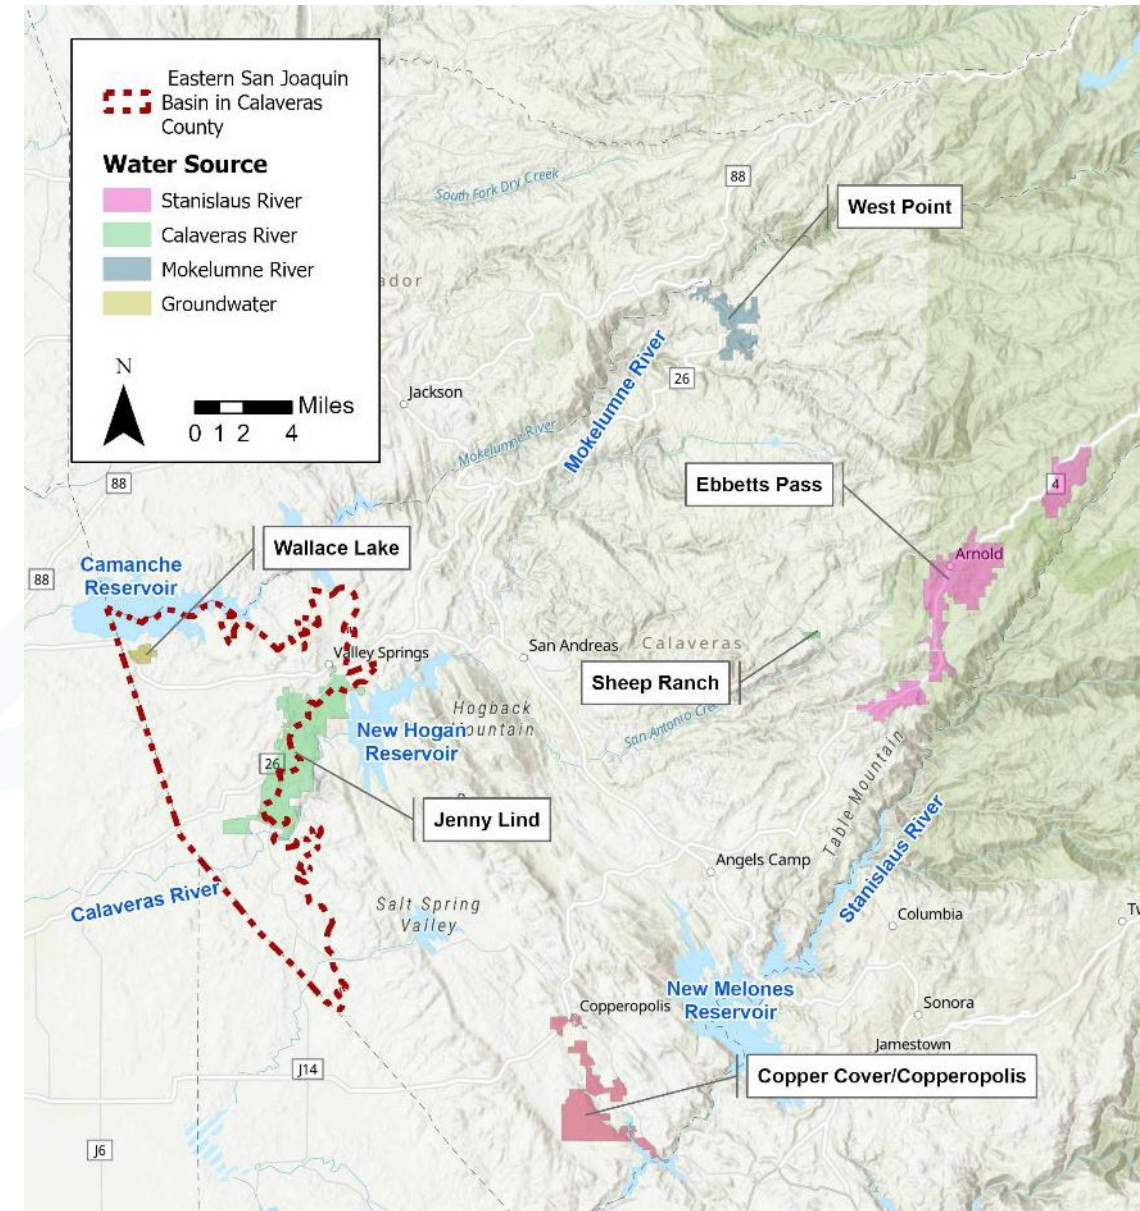 Eastern San Joaquin
Basin in Calaveras
County
Water Source
Stanislaus River
Calaveras River
Mokelumne River
Groundwater
N
Miles
0 1 2 4
88
South Fork Dry Creek
West Point
ador
Mokelumne River
26
Jackson
Mokelumne River
88
Ebbetts Pass
4
Wallace Lake
Arnold
Camanche
Reservoir
88
Valley Springs
San Andreas
Calaveras
Sheep Ranch
Hogback
ountain
New Hogan
Reservoir
San Antonio Cree
26
Table Mountain
Jenny Lind
Angels Camp
Stanislaus River
Calaveras River
Salt Spring
Valley
Columbia
Tw
New Melones
Reservoir
Copperopolis
Sonora
Jamestown
J14
Copper Cover/Copperopolis
J6